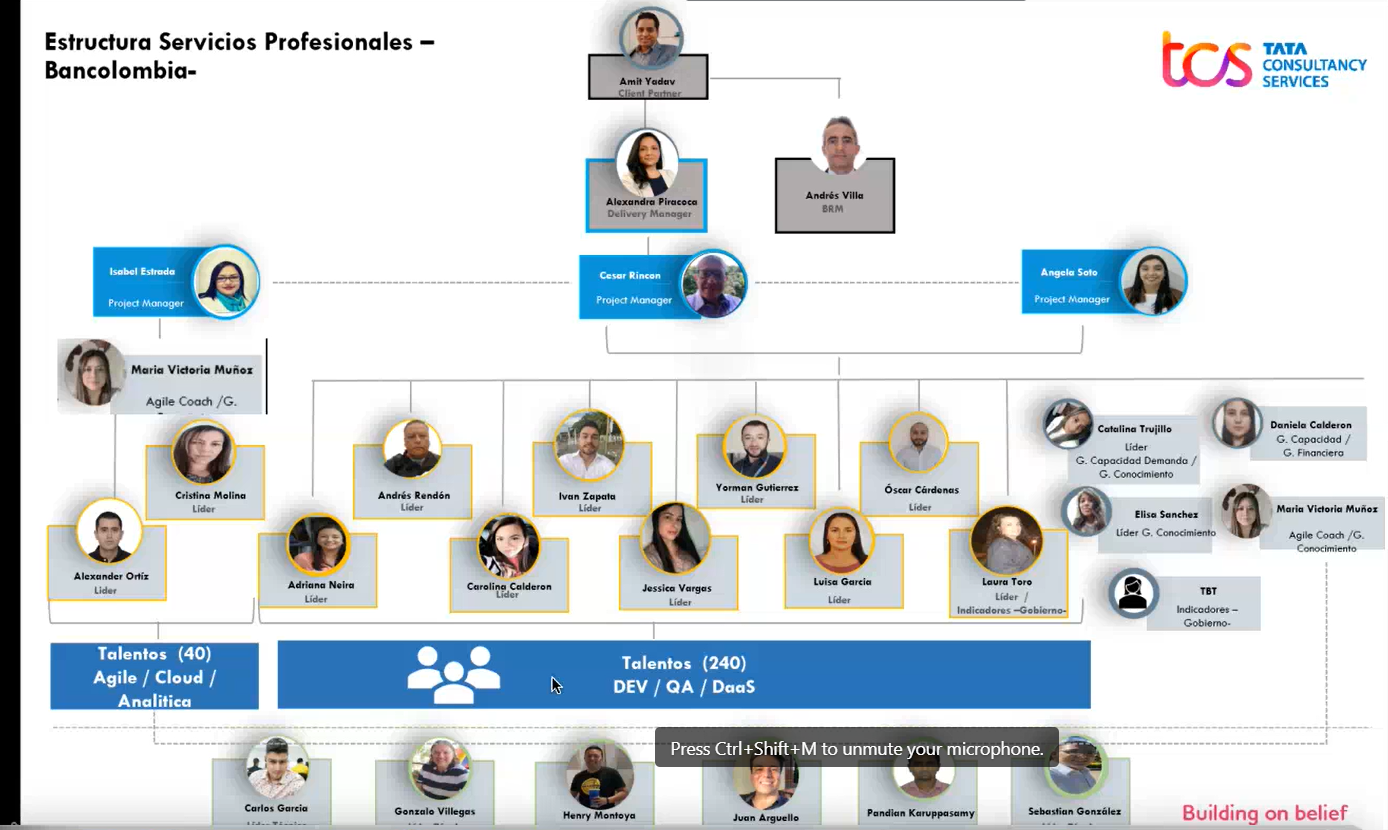 Estructura Servicios Profesionales –
Bancolombia-
tcs TATA
CONSULTANCY
SERVICES
Amit Yadav
Client Partner
Alexandra Piracoca
Delivery Manager
Andrés Villa
BRM
Isabel Estrada
Project Manager
Cesar Rincon
Project Manager
Angela Soto
Project Manager
Maria Victoria Muñoz
Agile Coach /G.
Cristina Molina
Líder
Andrés Rendón
Líder
Ivan Zapata
Líder
Yorman Gutierrez
Líder
Óscar Cárdenas
Líder
Catalina Trujillo
Líder
G. Capacidad Demanda /
G. Conocimiento
Daniela Calderon
G. Capacidad /
G. Financiera
Alexander Ortíz
Lider
Adriana Neira
Líder
Carolina Calderon
Líder
Jessica Vargas
Líder
Luisa Garcia
Líder
Laura Toro
Líder /
Indicadores –Gobierno-
Elisa Sanchez
Líder G. Conocimiento
Maria Victoria Muñoz
Agile Coach /G.
Conocimiento
TBT
Indicadores –
Gobierno-
Talentos (40)
Agile / Cloud /
Analitica
Talentos (240)
DEV / QA / DaaS
Press Ctrl+Shift+M to unmute your microphone.
Carlos Garcia
Gonzalo Villegas
Henry Montoya
Juan Arguello
Pandian Karuppasamy
Sebastian González
Building on belief